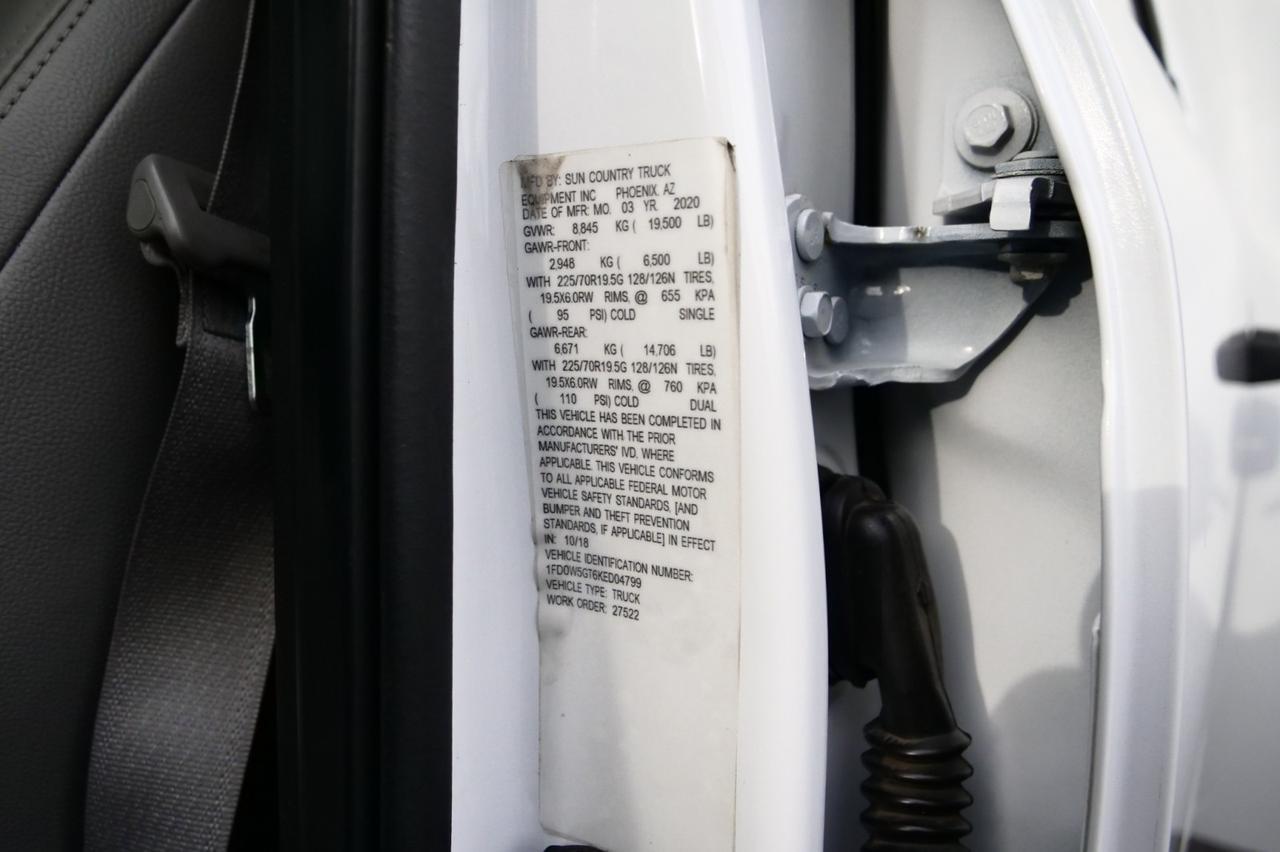 MFD BY: SUN COUNTRY TRUCK
EQUIPMENT INC PHOENIX, AZ
DATE OF MFR: MO. 03 YR. 2020
GVWR: 8,845 KG ( 19,500 LB)
GAWR-FRONT:
2,948 KG ( 6,500 LB)
WITH 225/70R19.5G 128/126N TIRES,
19.5X6.0RW RIMS, @ 655 KPA
( 95 PSI) COLD SINGLE
GAWR-REAR:
6,671 KG ( 14,706 LB)
WITH 225/70R19.5G 128/126N TIRES,
19.5X6.0RW RIMS, @ 760 KPA
( 110 PSI) COLD DUAL
THIS VEHICLE HAS BEEN COMPLETED IN
ACCORDANCE WITH THE PRIOR
MANUFACTURERS' IVD, WHERE
APPLICABLE. THIS VEHICLE CONFORMS
TO ALL APPLICABLE FEDERAL MOTOR
VEHICLE SAFETY STANDARDS, [AND
BUMPER AND THEFT PREVENTION
STANDARDS, IF APPLICABLE] IN EFFECT
IN: 10/18
VEHICLE IDENTIFICATION NUMBER:
1FD0W5GT6KED04799
VEHICLE TYPE: TRUCK
WORK ORDER: 27522